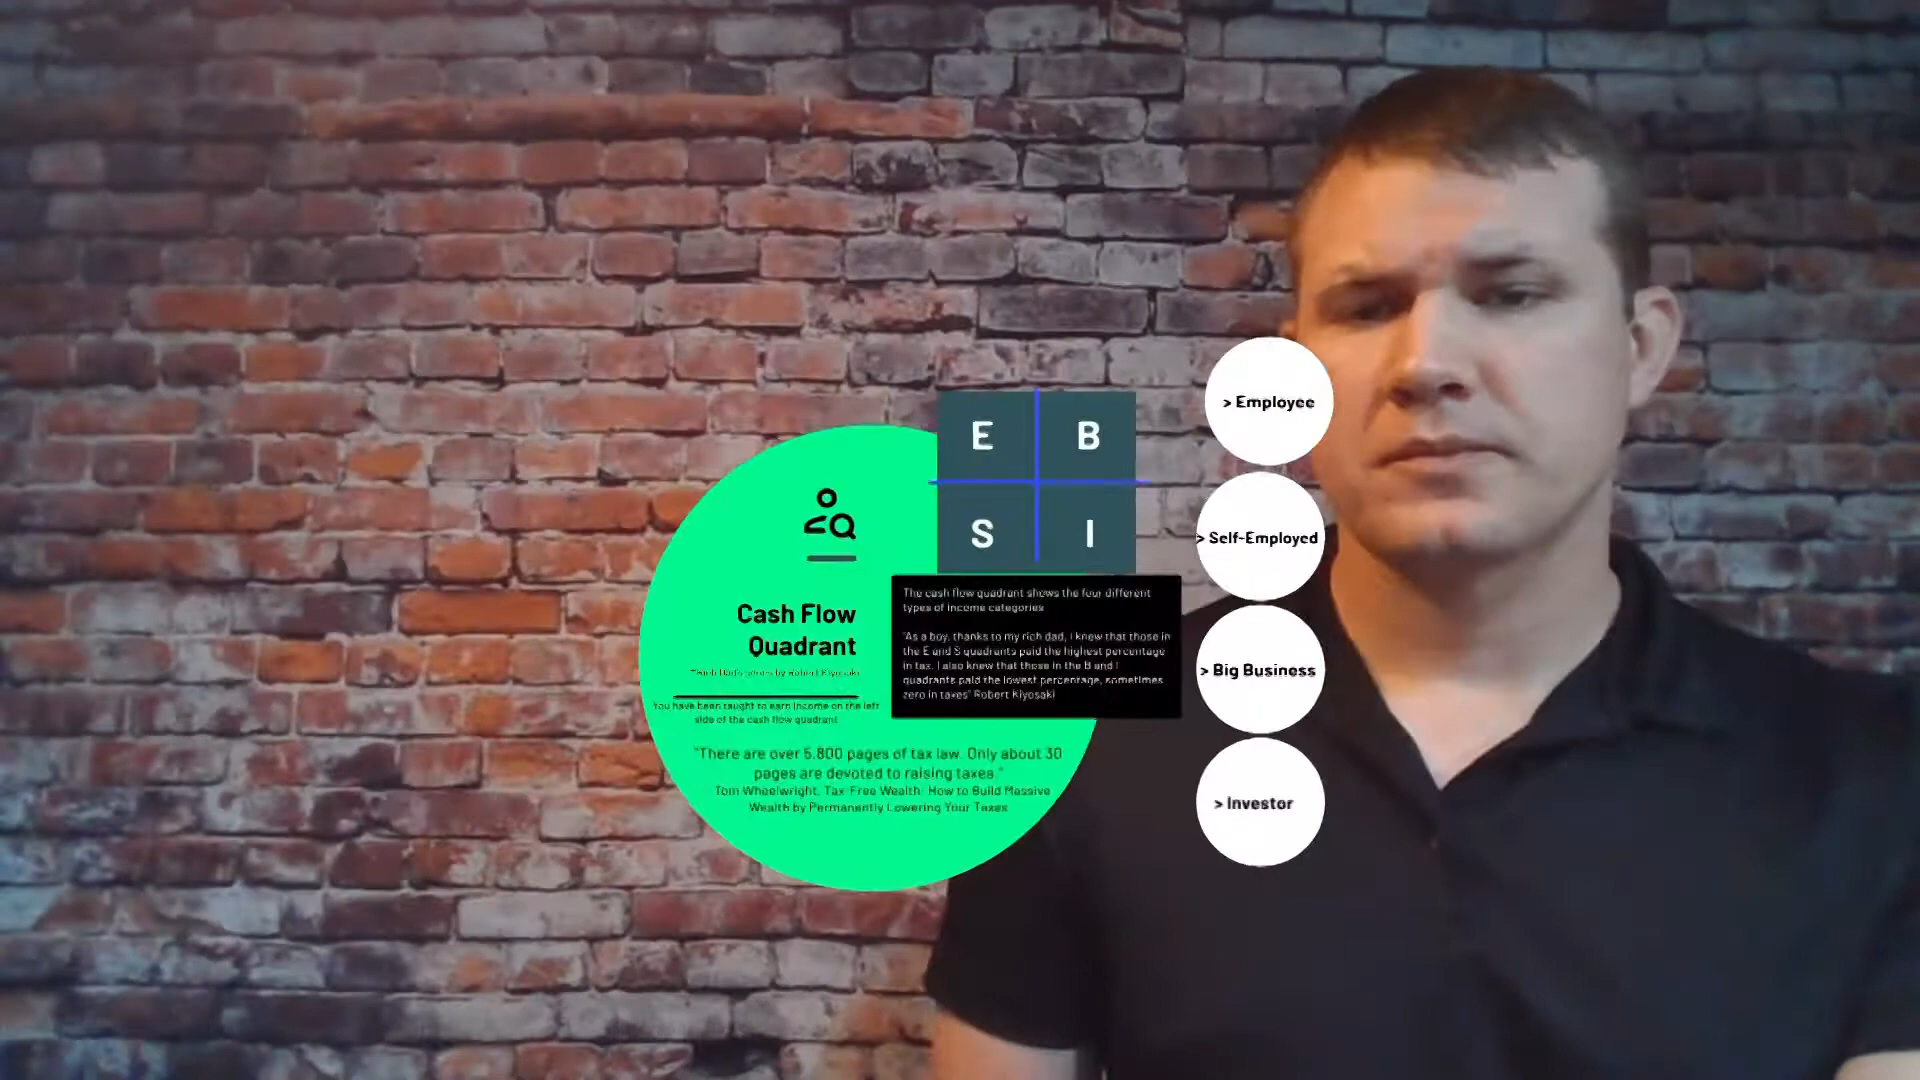 E B
S I
Cash Flow
Quadrant
by Robert Kiyosaki
You have been taught to earn income on the left
side of the cash flow quadrant
"There are over 5,800 pages of tax law. Only about 30
pages are devoted to raising taxes."
Tom Wheelwright, Tax-Free Wealth: How to Build Massive
Wealth by Permanently Lowering Your Taxes
The cash flow quadrant shows the four different
types of income categories
"As a boy, thanks to my rich dad, I knew that those in
the E and S quadrants paid the highest percentage
in tax. I also knew that those in the B and I
quadrants paid the lowest percentage, sometimes
zero in taxes" Robert Kiyosaki
> Employee
> Self-Employed
> Big Business
> Investor